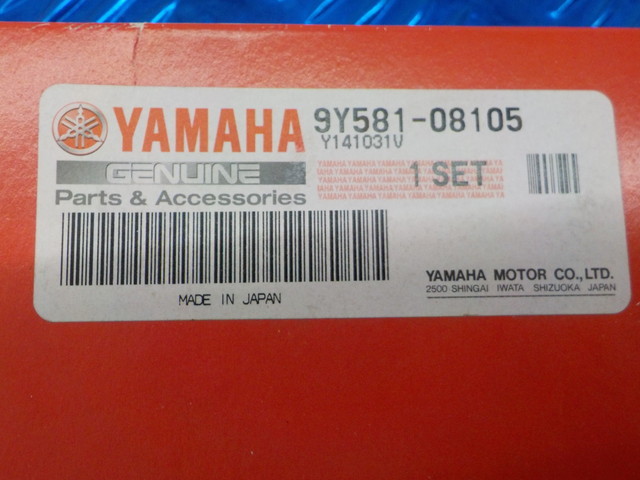 YAMAHA 9Y581-08105
Y141031V
GENUINE
Parts & Accessories
1 SET
MADE IN JAPAN
YAMAHA MOTOR CO.,LTD.
2500 SHINGAI IWATA SHIZUOKA JAPAN